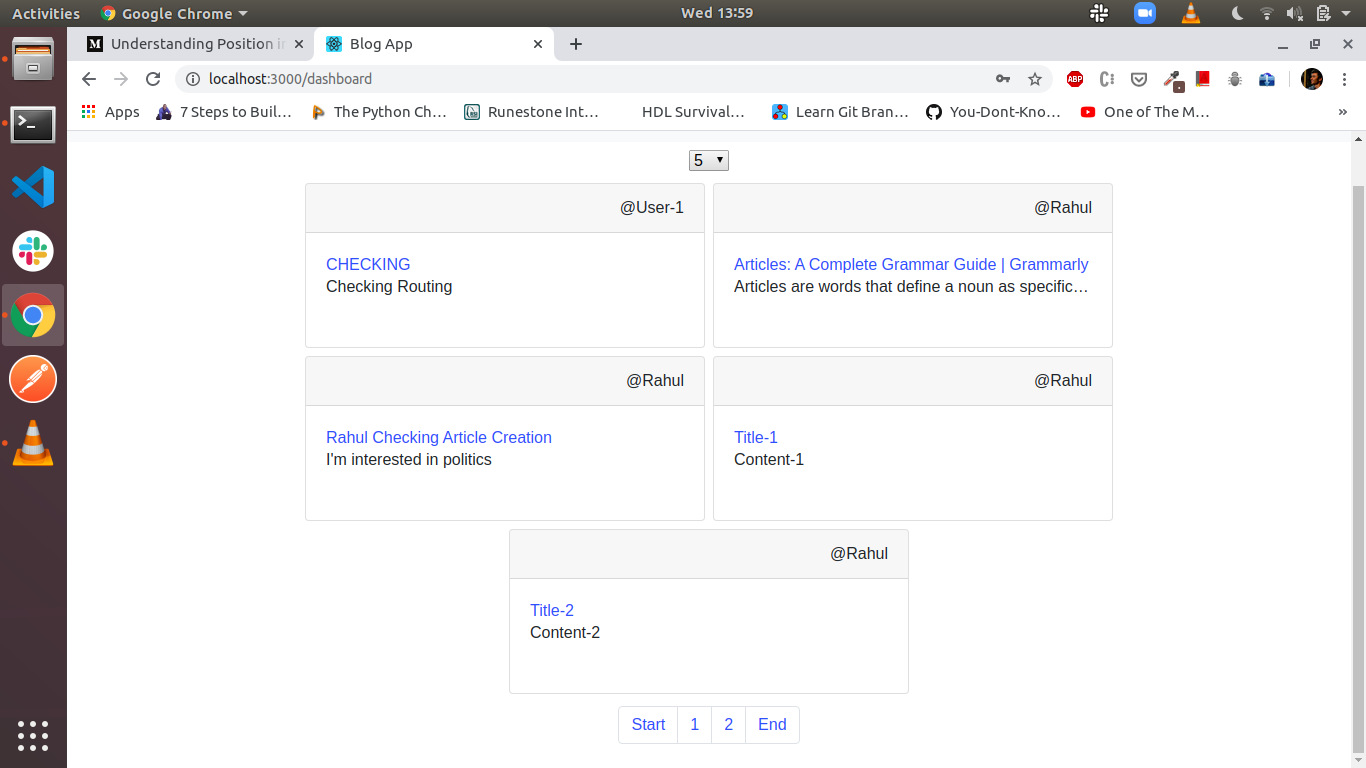 Activities Google Chrome Wed 13:59
Understanding Position in Blog App
localhost:3000/dashboard ABP
Apps 7 Steps to Buil… The Python Ch… Runestone Int… HDL Survival… Learn Git Bran… You-Dont-Kno… One of The M… »
5
@User-1 @Rahul
CHECKING Articles: A Complete Grammar Guide | Grammarly
Checking Routing Articles are words that define a noun as specific…
@Rahul @Rahul
Rahul Checking Article Creation Title-1
I'm interested in politics Content-1
@Rahul
Title-2
Content-2
Start 1 2 End